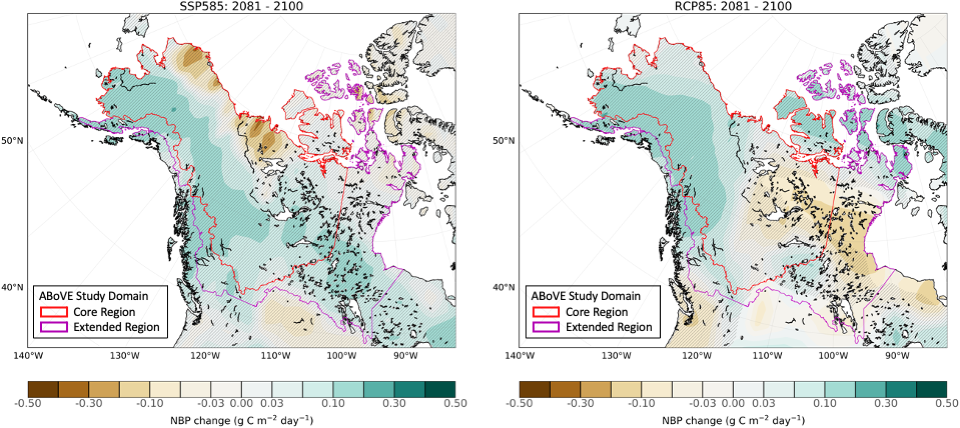 SSP585: 2081 - 2100
50°N
40°N
ABoVE Study Domain
Core Region
Extended Region
140°W 130°W 120°W 110°W 100°W 90°W
-0.50 -0.30 -0.10 -0.03 0.00 0.03 0.10 0.30 0.50
NBP change (g C m⁻² day⁻¹)
RCP85: 2081 - 2100
50°N
40°N
ABoVE Study Domain
Core Region
Extended Region
140°W 130°W 120°W 110°W 100°W 90°W
-0.50 -0.30 -0.10 -0.03 0.00 0.03 0.10 0.30 0.50
NBP change (g C m⁻² day⁻¹)